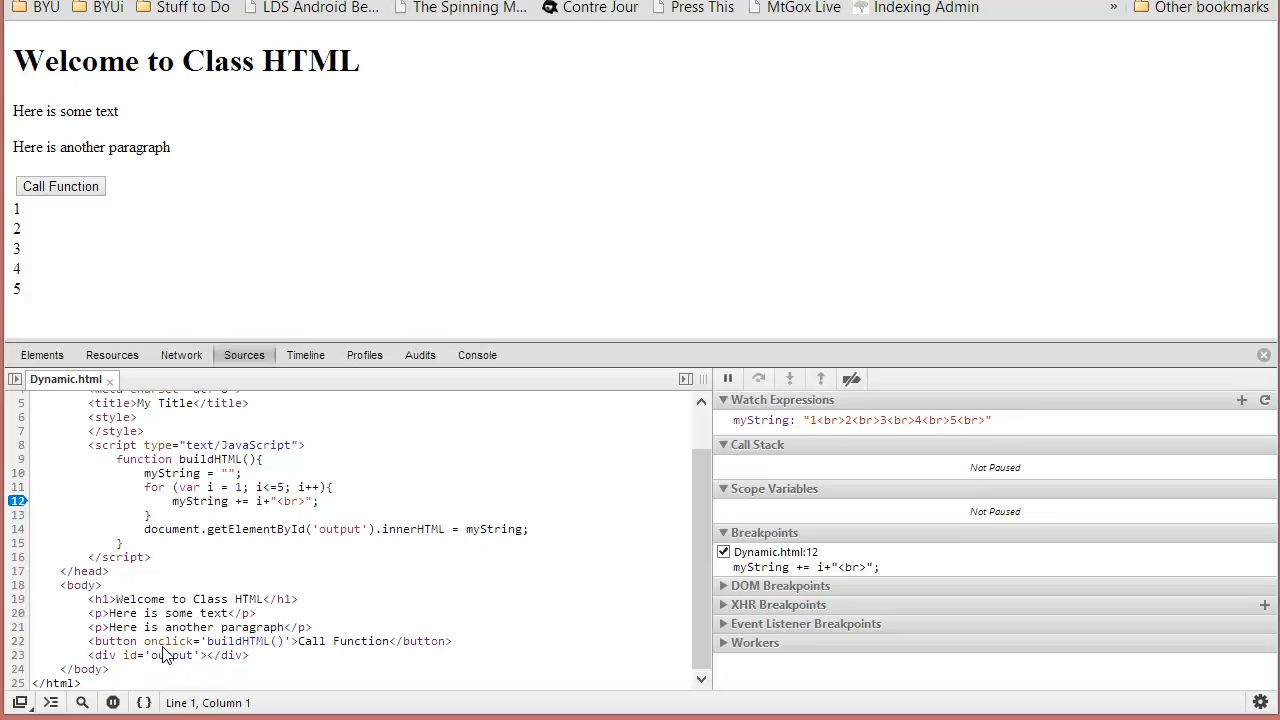 BYU BYUi Stuff to Do LDS Android Be... The Spinning M... Contre Jour Press This MtGox Live Indexing Admin » Other bookmarks
Welcome to Class HTML
Here is some text
Here is another paragraph
Call Function
1
2
3
4
5
Elements Resources Network Sources Timeline Profiles Audits Console
Dynamic.html
5 <title>My Title</title>
6 <style>
7 </style>
8 <script type="text/JavaScript">
9 function buildHTML(){
10 myString = "";
11 for (var i = 1; i<=5; i++){
12 myString += i+"<br>";
13 }
14 document.getElementById('output').innerHTML = myString;
15 }
16 </script>
17 </head>
18 <body>
19 <h1>Welcome to Class HTML</h1>
20 <p>Here is some text</p>
21 <p>Here is another paragraph</p>
22 <button onclick='buildHTML()'>Call Function</button>
23 <div id='output'></div>
24 </body>
25 </html>
Line 1, Column 1
Watch Expressions
myString: "1<br>2<br>3<br>4<br>5<br>"
Call Stack
Not Paused
Scope Variables
Not Paused
Breakpoints
Dynamic.html:12
myString += i+"<br>";
DOM Breakpoints
XHR Breakpoints
Event Listener Breakpoints
Workers